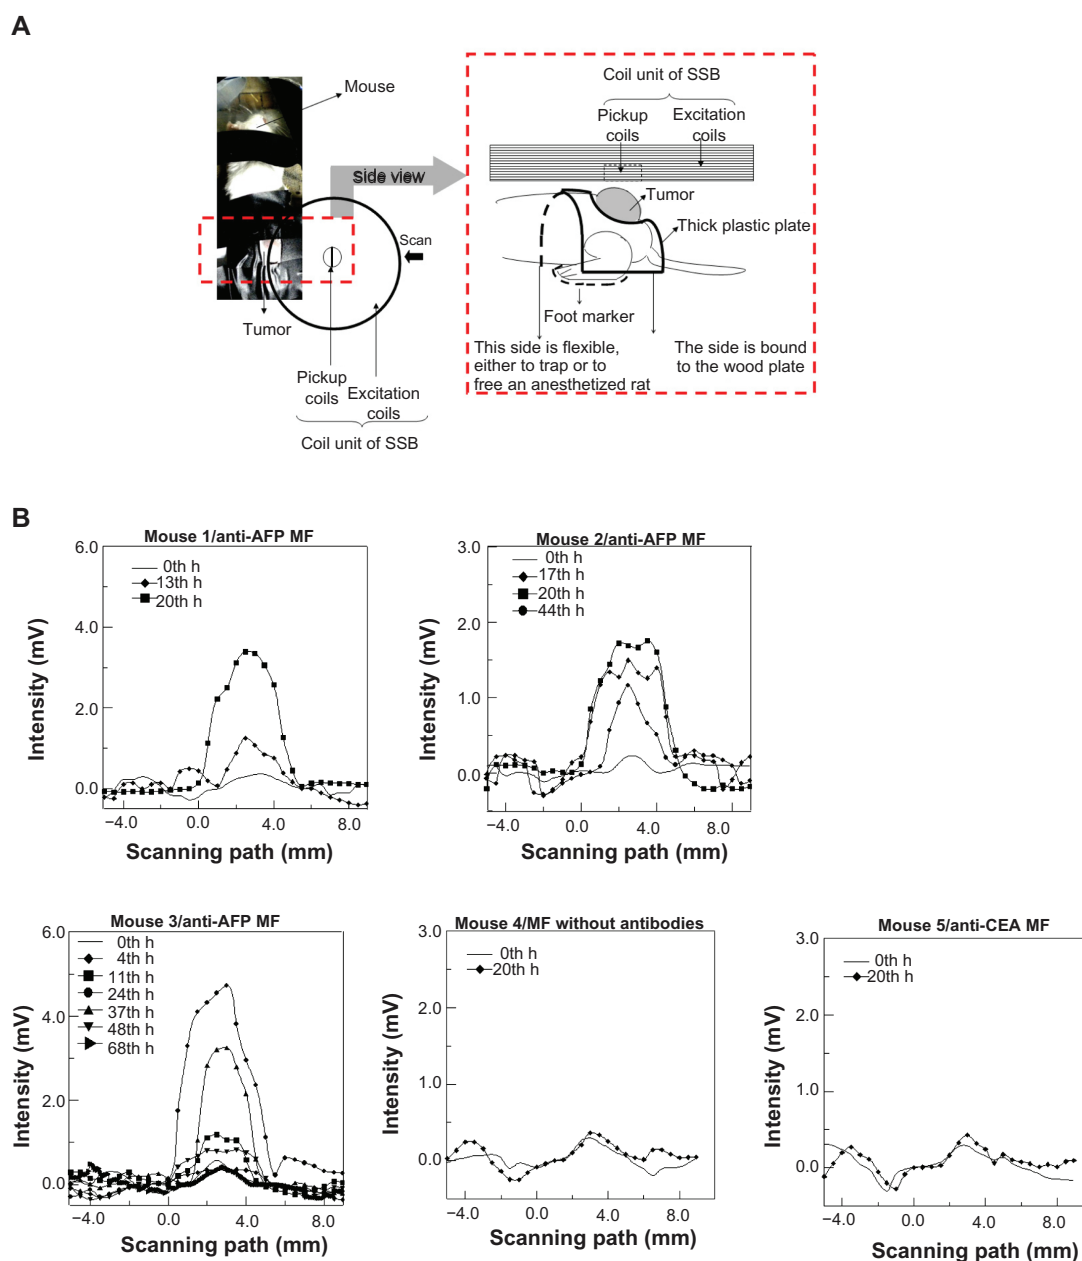 A
Mouse
Side view
Scan
Tumor
Pickup
coils
Excitation
coils
Coil unit of SSB
Coil unit of SSB
Pickup
coils
Excitation
coils
Tumor
Thick plastic plate
Foot marker
This side is flexible,
either to trap or to
free an anesthetized rat
The side is bound
to the wood plate
B
Mouse 1/anti-AFP MF
6.0
4.0
2.0
0.0
0th h
13th h
20th h
Intensity (mV)
−4.0 0.0 4.0 8.0
Scanning path (mm)
Mouse 2/anti-AFP MF
3.0
2.0
1.0
0.0
0th h
17th h
20th h
44th h
Intensity (mV)
−4.0 0.0 4.0 8.0
Scanning path (mm)
Mouse 3/anti-AFP MF
6.0
4.0
2.0
0.0
0th h
4th h
11th h
24th h
37th h
48th h
68th h
Intensity (mV)
−4.0 0.0 4.0 8.0
Scanning path (mm)
Mouse 4/MF without antibodies
3.0
2.0
1.0
0.0
0th h
20th h
Intensity (mV)
−4.0 0.0 4.0 8.0
Scanning path (mm)
Mouse 5/anti-CEA MF
3.0
2.0
1.0
0.0
0th h
20th h
Intensity (mV)
−4.0 0.0 4.0 8.0
Scanning path (mm)